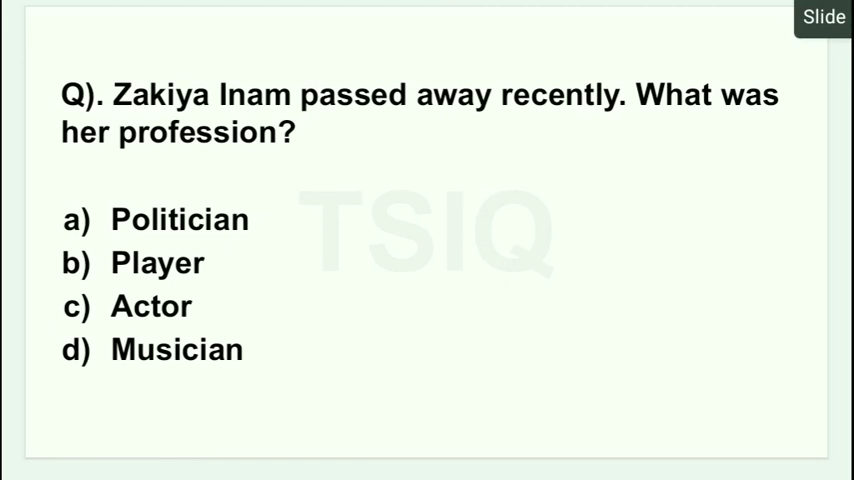 Slide
Q). Zakiya Inam passed away recently. What was
her profession?
TSIQ
a) Politician
b) Player
c) Actor
d) Musician